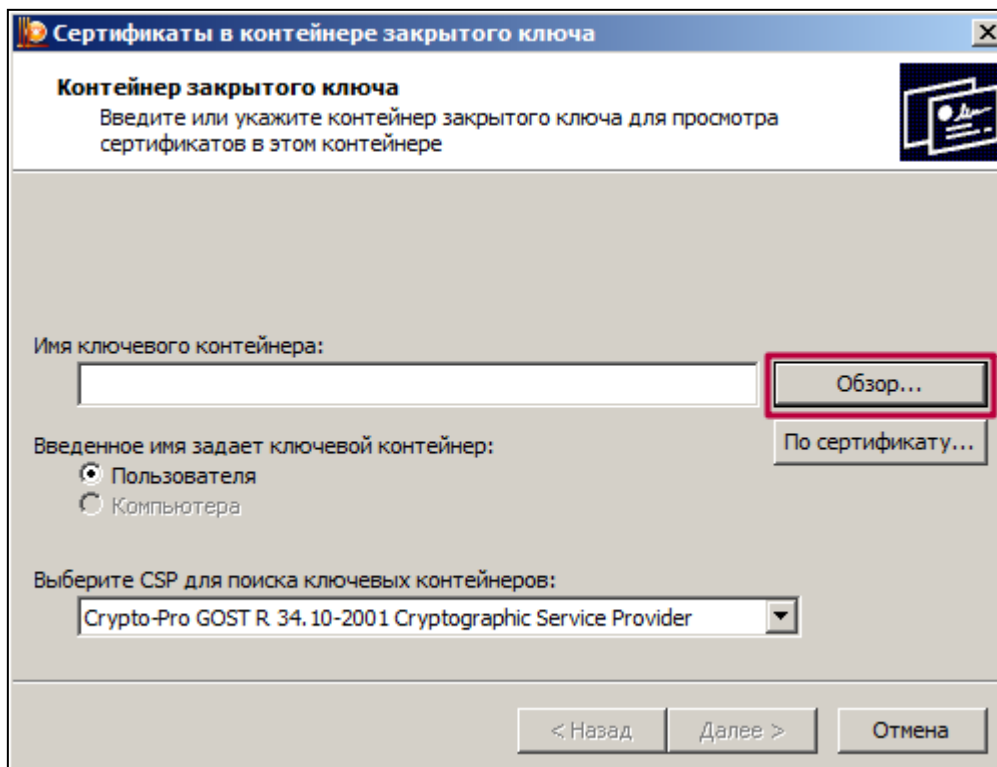 Сертификаты в контейнере закрытого ключа
Контейнер закрытого ключа
Введите или укажите контейнер закрытого ключа для просмотра
сертификатов в этом контейнере
Имя ключевого контейнера:
Обзор...
Введенное имя задает ключевой контейнер:
По сертификату...
Пользователя
Компьютера
Выберите CSP для поиска ключевых контейнеров:
Crypto-Pro GOST R 34.10-2001 Cryptographic Service Provider
< Назад
Далее >
Отмена